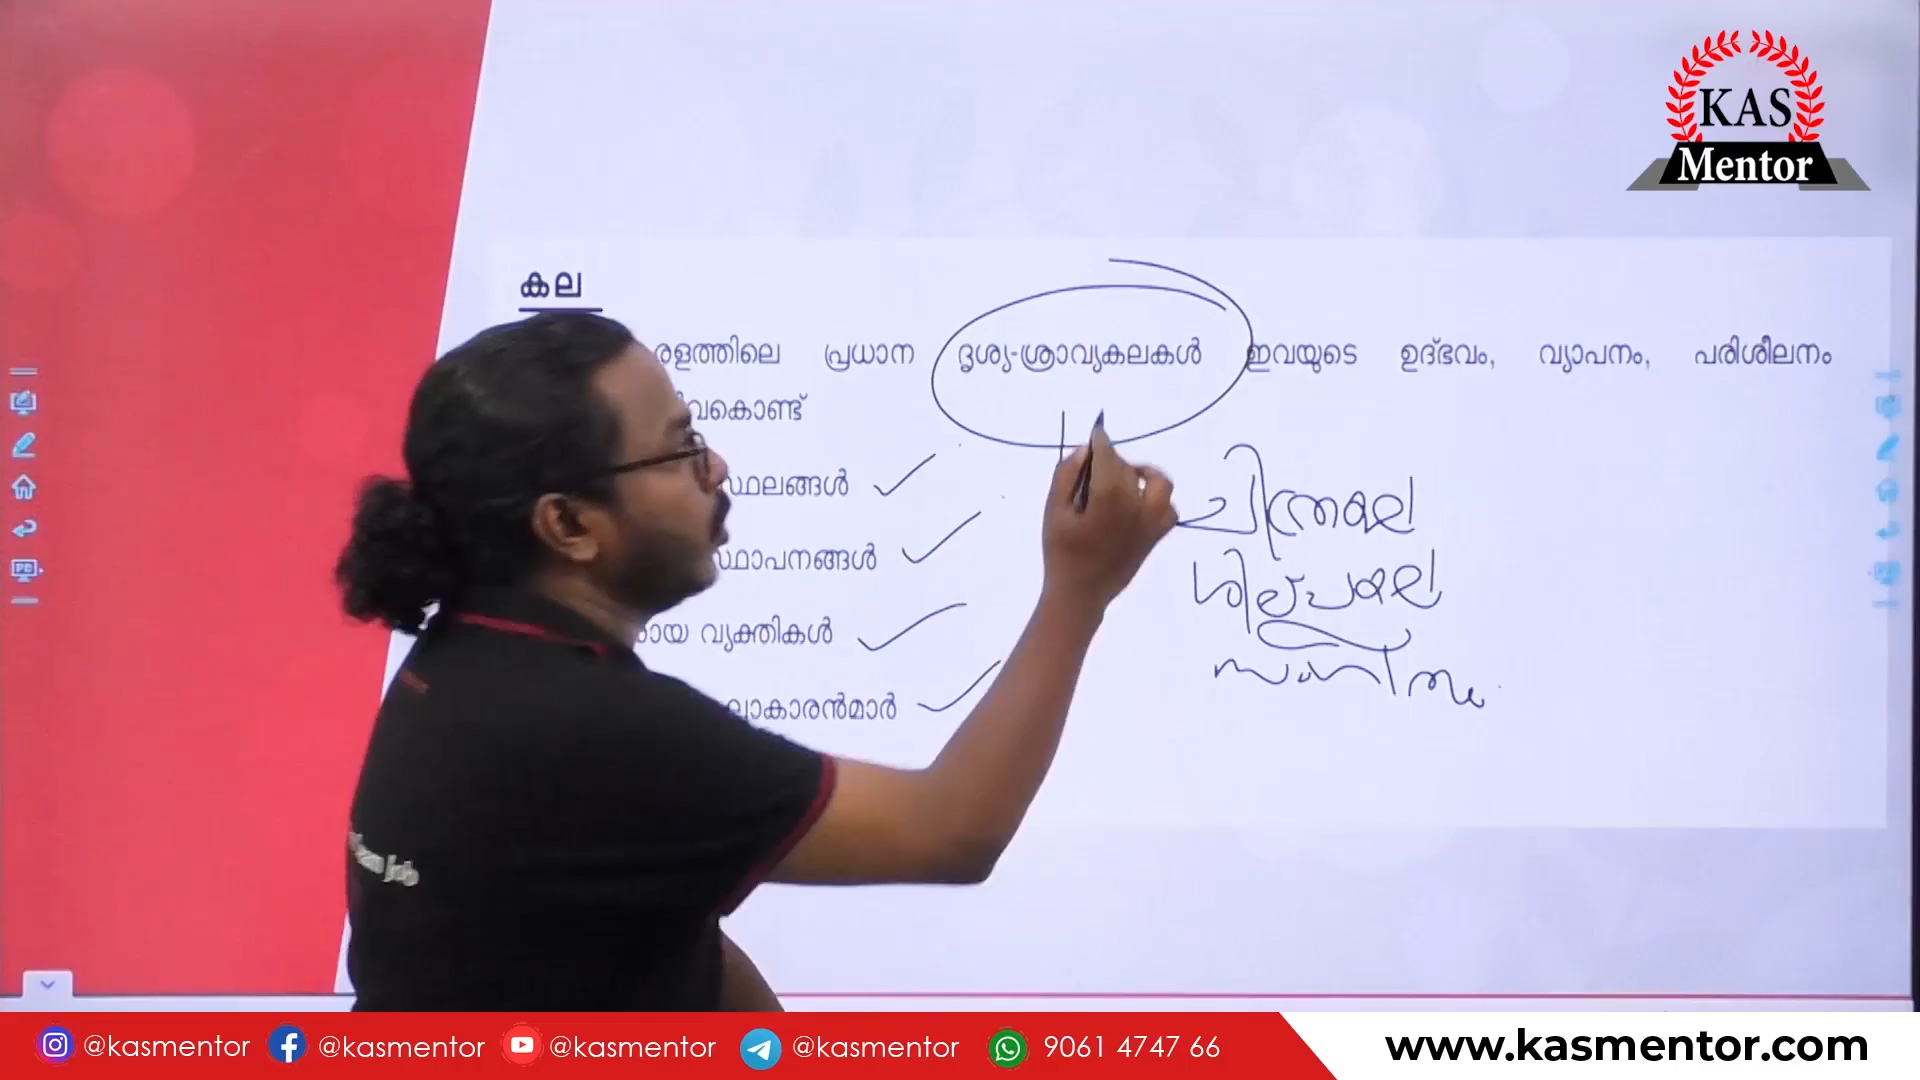 KAS
Mentor
കല
രളത്തിലെ പ്രധാന ദൃശ്യ-ശ്രാവ്യകലകൾ ഇവയുടെ ഉദ്ഭവം, വ്യാപനം, പരിശീലനം
വകൊണ്ട്
സ്ഥലങ്ങൾ
സ്ഥാപനങ്ങൾ
രായ വ്യക്തികൾ
ലാകാരൻമാർ
ചിത്രകല
ശില്പകല
സംഗീതം
@kasmentor @kasmentor @kasmentor @kasmentor 9061 4747 66
www.kasmentor.com